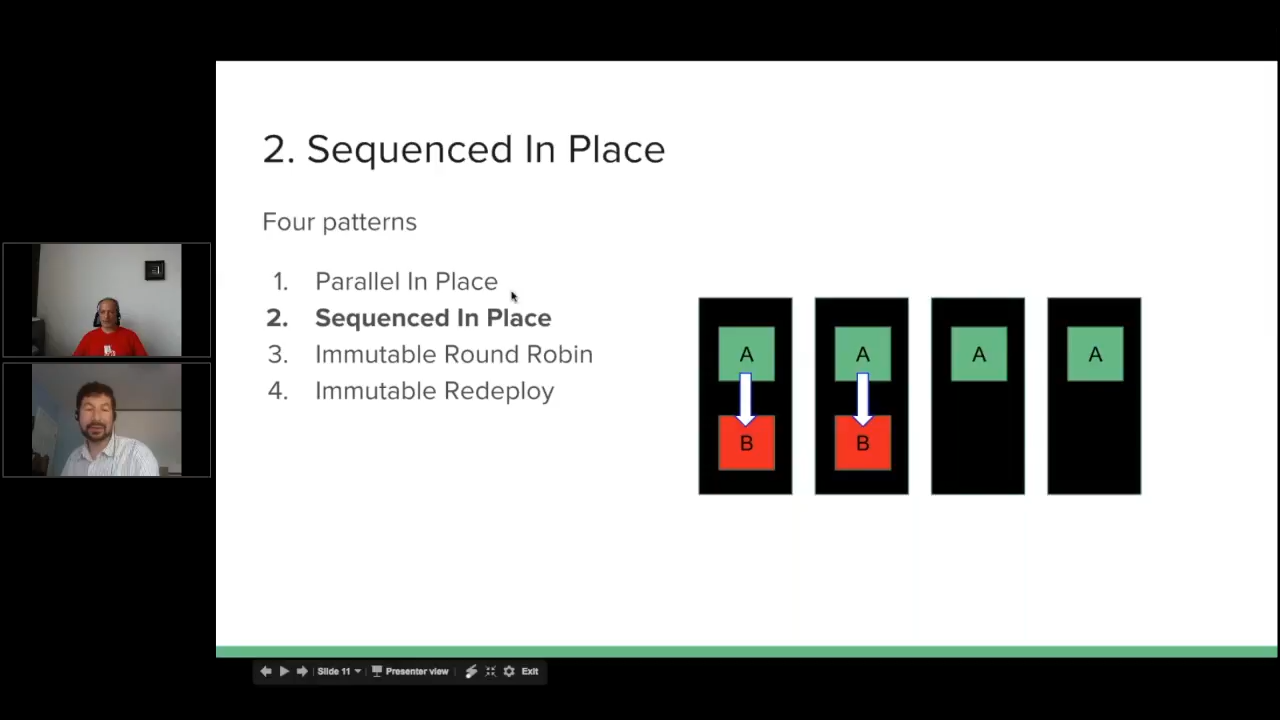 2. Sequenced In Place
Four patterns
1. Parallel In Place
2. Sequenced In Place
3. Immutable Round Robin
4. Immutable Redeploy
A A A A
B B
Slide 11 Presenter view Exit